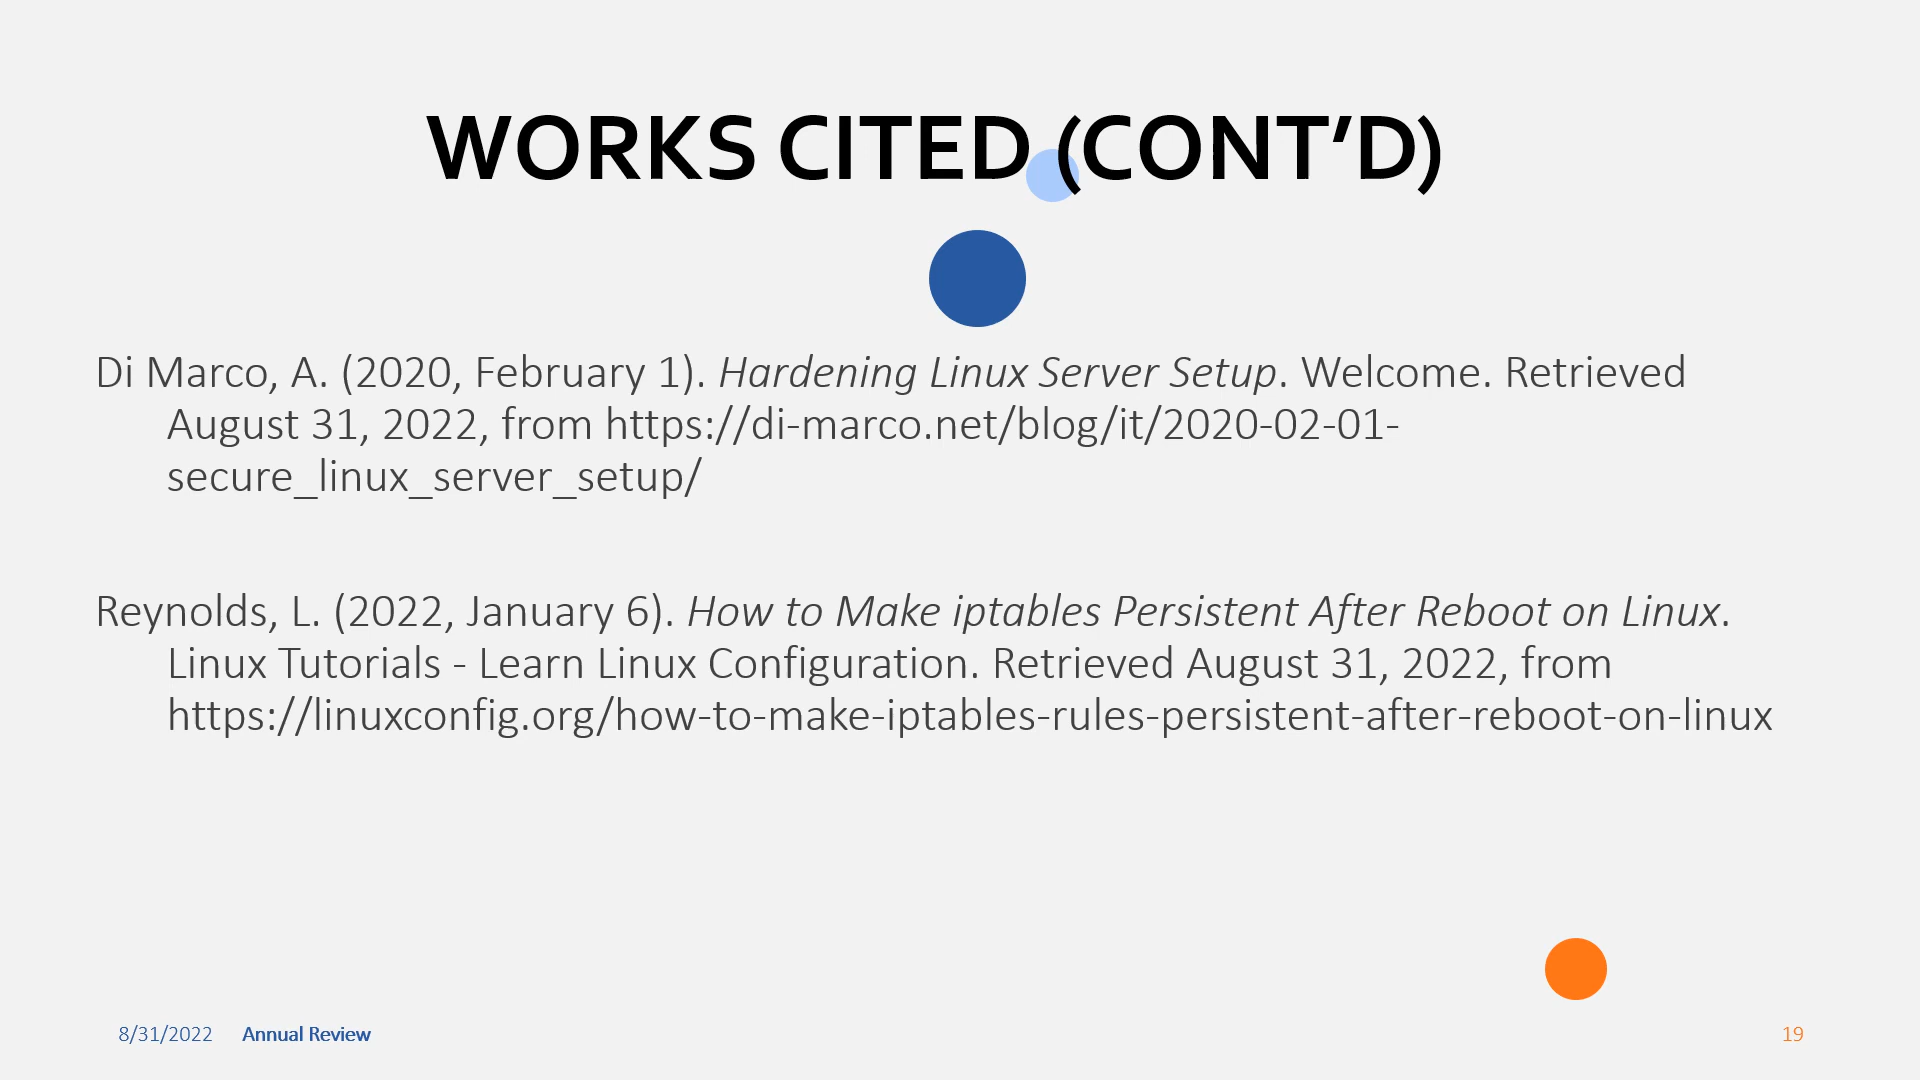 WORKS CITED (CONT’D)
Di Marco, A. (2020, February 1). Hardening Linux Server Setup. Welcome. Retrieved
August 31, 2022, from https://di-marco.net/blog/it/2020-02-01-
secure_linux_server_setup/
Reynolds, L. (2022, January 6). How to Make iptables Persistent After Reboot on Linux.
Linux Tutorials - Learn Linux Configuration. Retrieved August 31, 2022, from
https://linuxconfig.org/how-to-make-iptables-rules-persistent-after-reboot-on-linux
8/31/2022 Annual Review 19